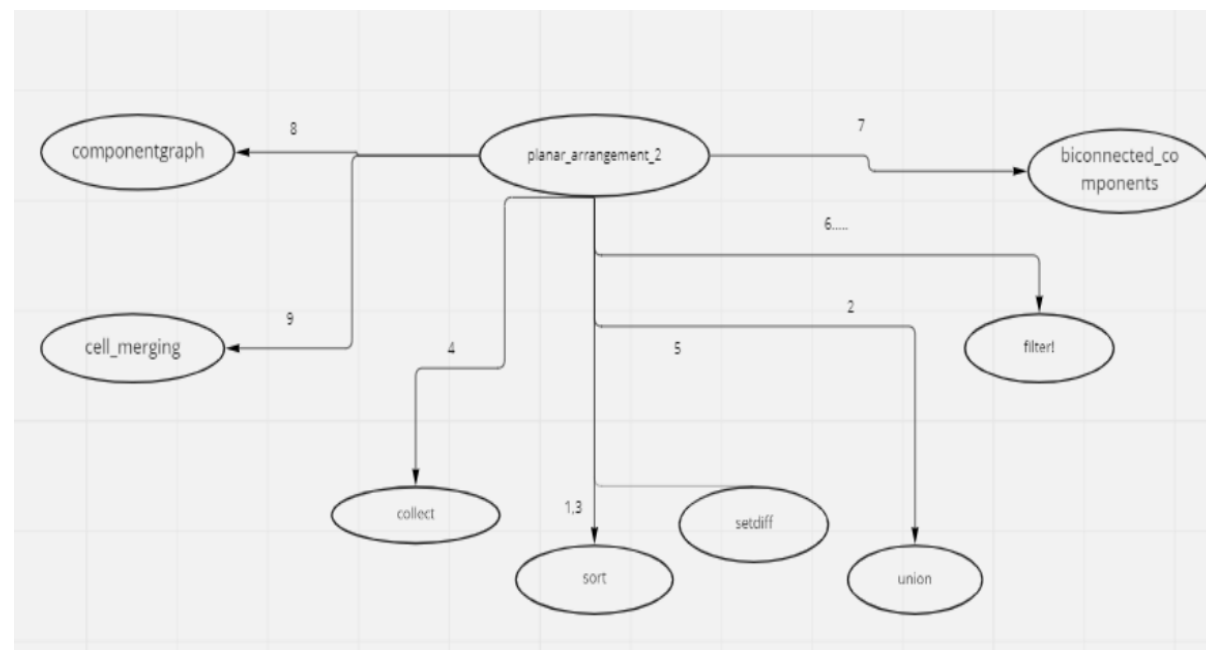 8
7
componentgraph
planar_arrangement_2
biconnected_co
mponents
6.....
2
9
4
5
cell_merging
filter!
1,3
collect
setdiff
sort
union